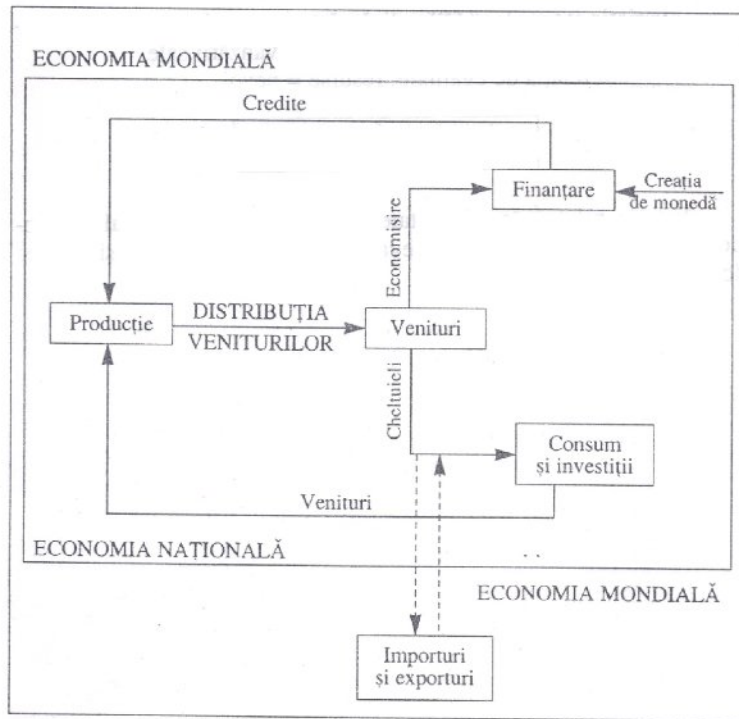 ECONOMIA MONDIALĂ
Credite
Finanțare
Creația
de monedă
Economisire
Producție
DISTRIBUȚIA
VENITURILOR
Venituri
Cheltuieli
Consum
și investiții
Venituri
ECONOMIA NAȚIONALĂ
ECONOMIA MONDIALĂ
Importuri
și exporturi